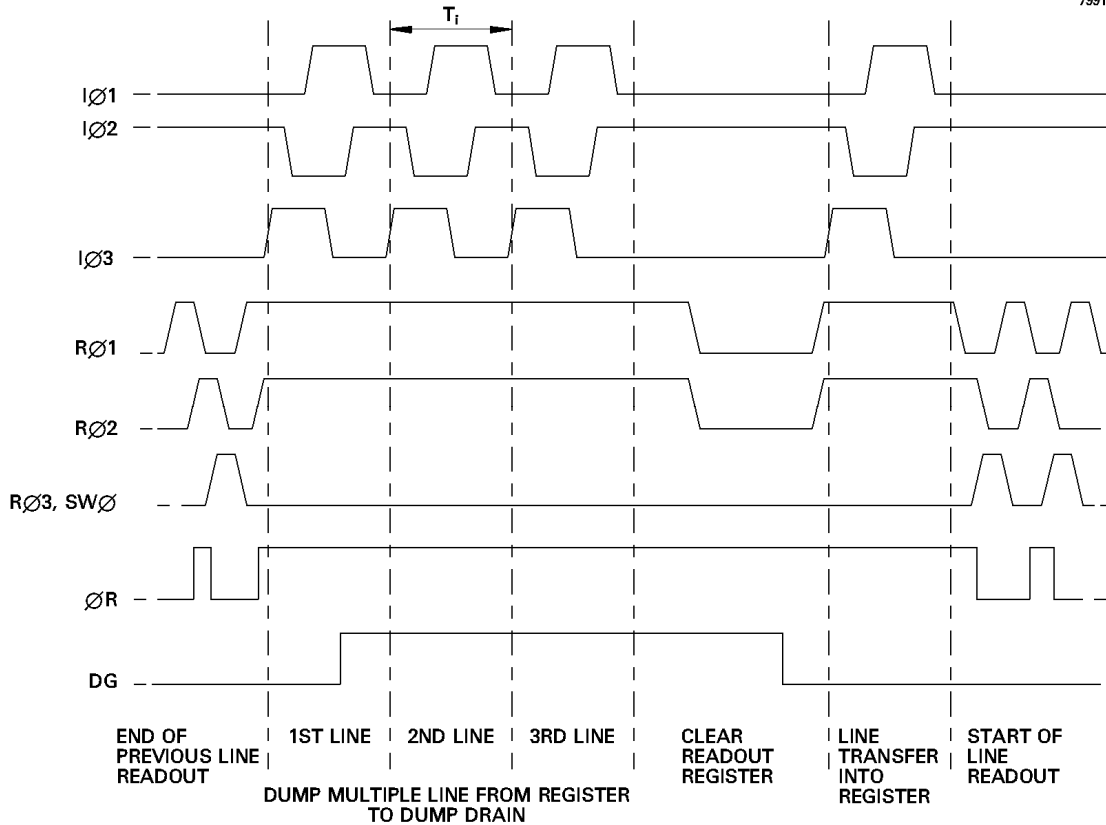 7991
Ti
IØ1
IØ2
IØ3
RØ1
RØ2
RØ3, SWØ
ØR
DG
END OF
PREVIOUS LINE
READOUT
1ST LINE
2ND LINE
3RD LINE
DUMP MULTIPLE LINE FROM REGISTER
TO DUMP DRAIN
CLEAR
READOUT
REGISTER
LINE
TRANSFER
INTO
REGISTER
START OF
LINE
READOUT